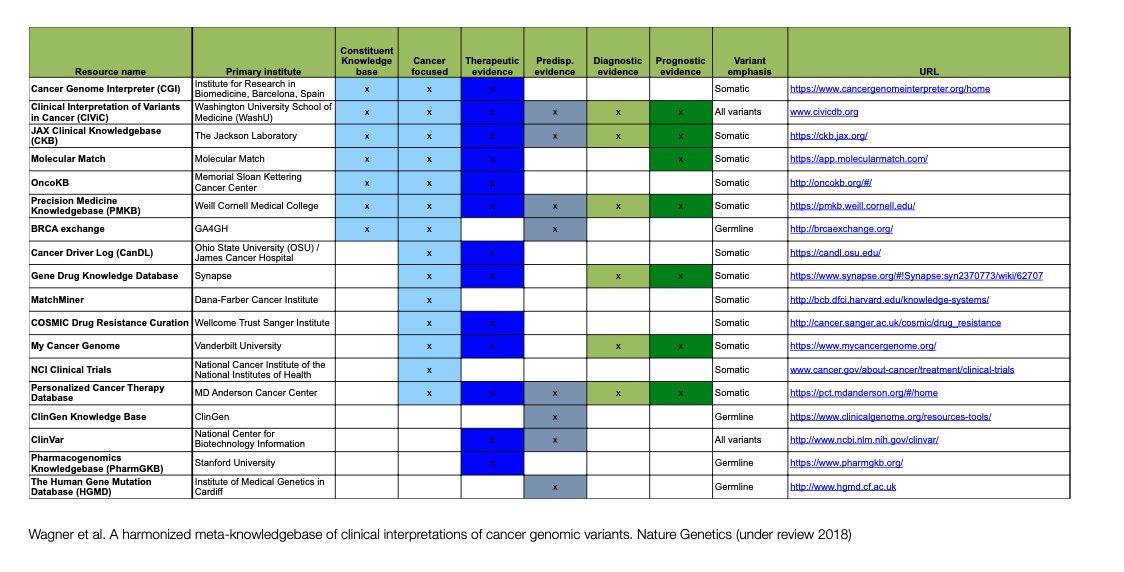 Resource name Primary institute Constituent Knowledge base Cancer focused Therapeutic evidence Predisp. evidence Diagnostic evidence Prognostic evidence Variant emphasis URL
Cancer Genome Interpreter (CGI) Institute for Research in Biomedicine, Barcelona, Spain x x x Somatic https://www.cancergenomeinterpreter.org/home
Clinical Interpretation of Variants in Cancer (CIViC) Washington University School of Medicine (WashU) x x x x x x All variants www.civicdb.org
JAX Clinical Knowledgebase (CKB) The Jackson Laboratory x x x x x x Somatic https://ckb.jax.org/
Molecular Match Molecular Match x x x x Somatic https://app.molecularmatch.com/
OncoKB Memorial Sloan Kettering Cancer Center x x x Somatic http://oncokb.org/#/
Precision Medicine Knowledgebase (PMKB) Weill Cornell Medical College x x x x x x Somatic https://pmkb.weill.cornell.edu/
BRCA exchange GA4GH x x x Germline http://brcaexchange.org/
Cancer Driver Log (CanDL) Ohio State University (OSU) / James Cancer Hospital x x Somatic https://candl.osu.edu/
Gene Drug Knowledge Database Synapse x x x x Somatic https://www.synapse.org/#!Synapse:syn2370773/wiki/62707
MatchMiner Dana-Farber Cancer Institute x Somatic http://bcb.dfci.harvard.edu/knowledge-systems/
COSMIC Drug Resistance Curation Wellcome Trust Sanger Institute x x Somatic http://cancer.sanger.ac.uk/cosmic/drug_resistance
My Cancer Genome Vanderbilt University x x x x Somatic https://www.mycancergenome.org/
NCI Clinical Trials National Cancer Institute of the National Institutes of Health x Somatic www.cancer.gov/about-cancer/treatment/clinical-trials
Personalized Cancer Therapy Database MD Anderson Cancer Center x x x x x Somatic https://pct.mdanderson.org/#/home
ClinGen Knowledge Base ClinGen x Germline https://www.clinicalgenome.org/resources-tools/
ClinVar National Center for Biotechnology Information x x All variants http://www.ncbi.nlm.nih.gov/clinvar/
Pharmacogenomics Knowledgebase (PharmGKB) Stanford University x Germline https://www.pharmgkb.org/
The Human Gene Mutation Database (HGMD) Institute of Medical Genetics in Cardiff x Germline http://www.hgmd.cf.ac.uk
Wagner et al. A harmonized meta-knowledgebase of clinical interpretations of cancer genomic variants. Nature Genetics (under review 2018)